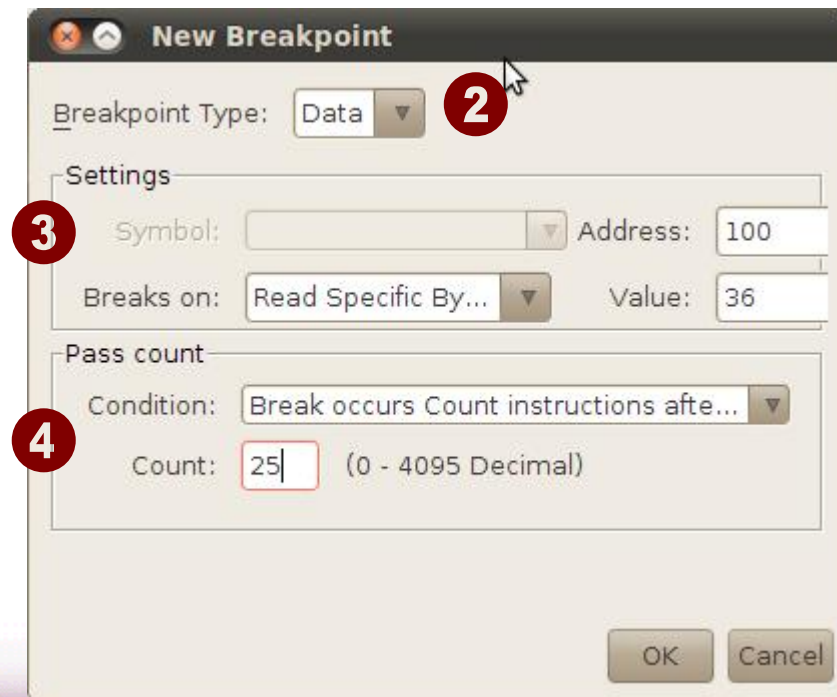 New Breakpoint
Breakpoint Type: Data 2
Settings
3 Symbol: Address: 100
Breaks on: Read Specific By... Value: 36
Pass count
Condition: Break occurs Count instructions afte...
4
Count: 25 (0 - 4095 Decimal)
OK Cancel